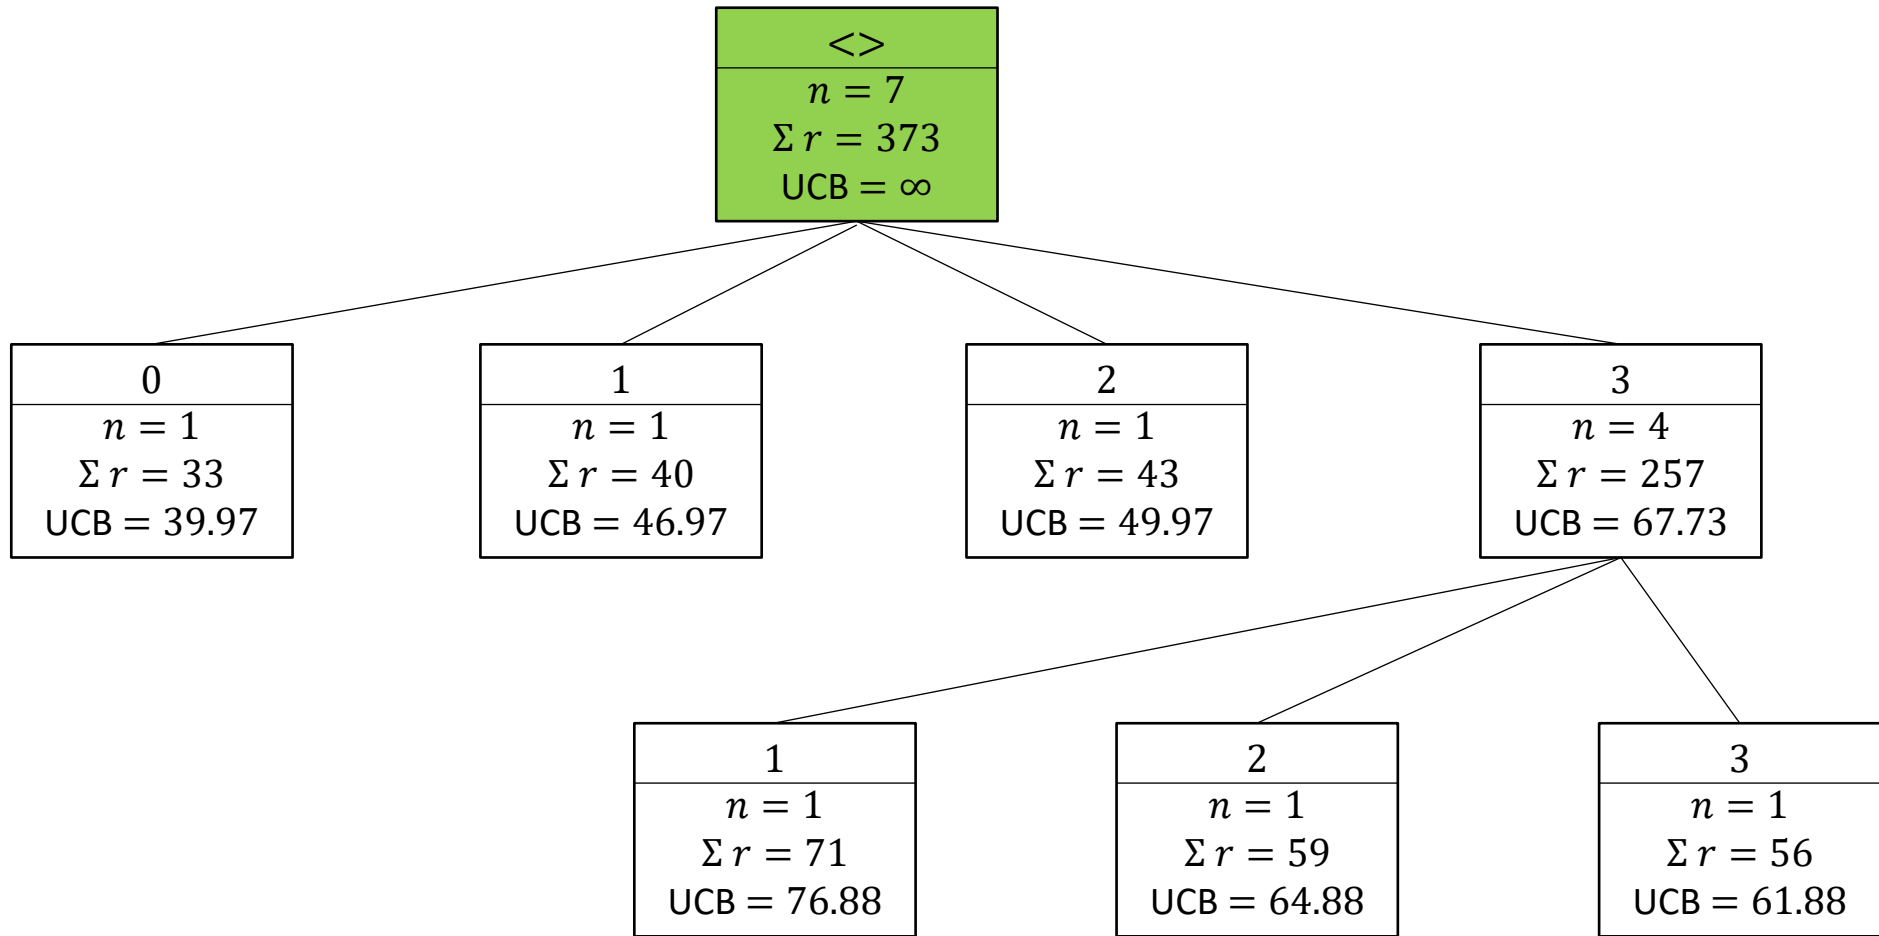 <>
n = 7
Σ r = 373
UCB = ∞
0
n = 1
Σ r = 33
UCB = 39.97
1
n = 1
Σ r = 40
UCB = 46.97
2
n = 1
Σ r = 43
UCB = 49.97
3
n = 4
Σ r = 257
UCB = 67.73
1
n = 1
Σ r = 71
UCB = 76.88
2
n = 1
Σ r = 59
UCB = 64.88
3
n = 1
Σ r = 56
UCB = 61.88